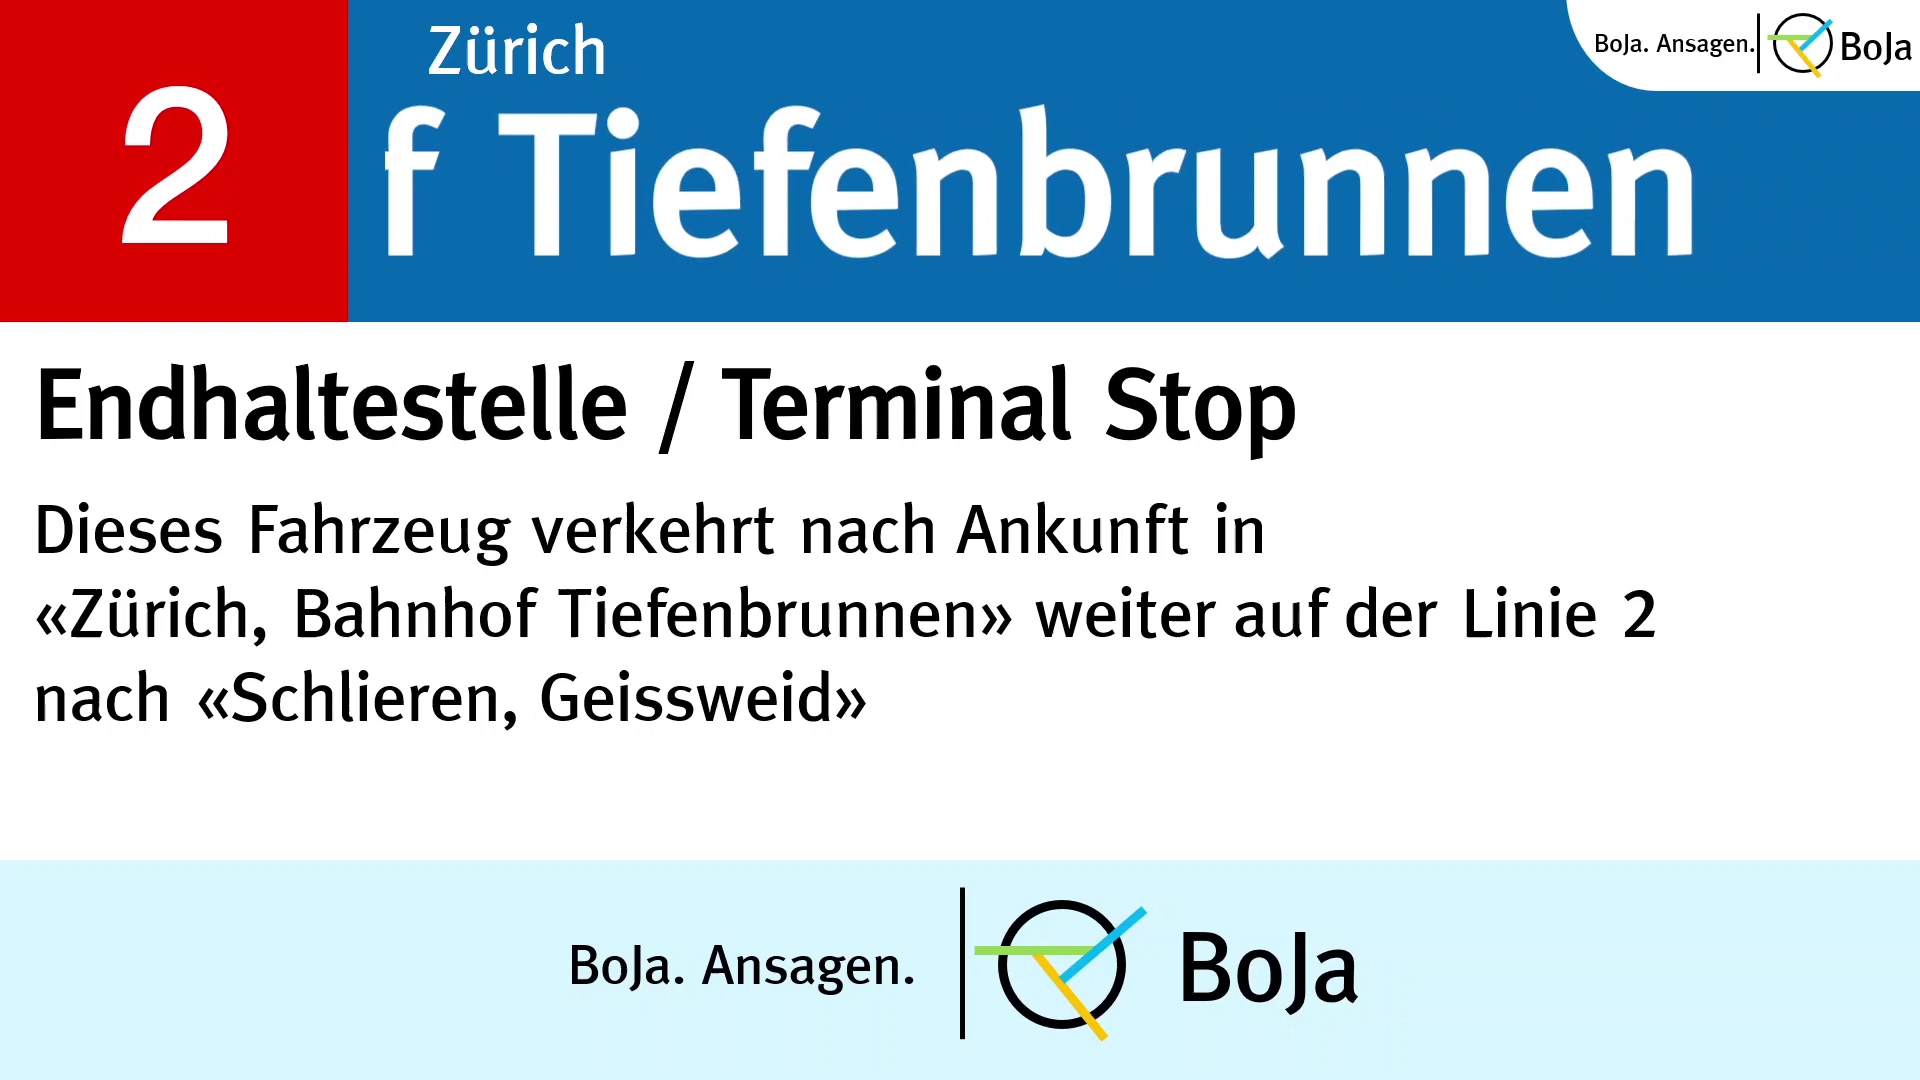 2
Zürich
BoJa. Ansagen. BoJa
f Tiefenbrunnen
Endhaltestelle / Terminal Stop
Dieses Fahrzeug verkehrt nach Ankunft in
«Zürich, Bahnhof Tiefenbrunnen» weiter auf der Linie 2
nach «Schlieren, Geissweid»
BoJa. Ansagen. BoJa